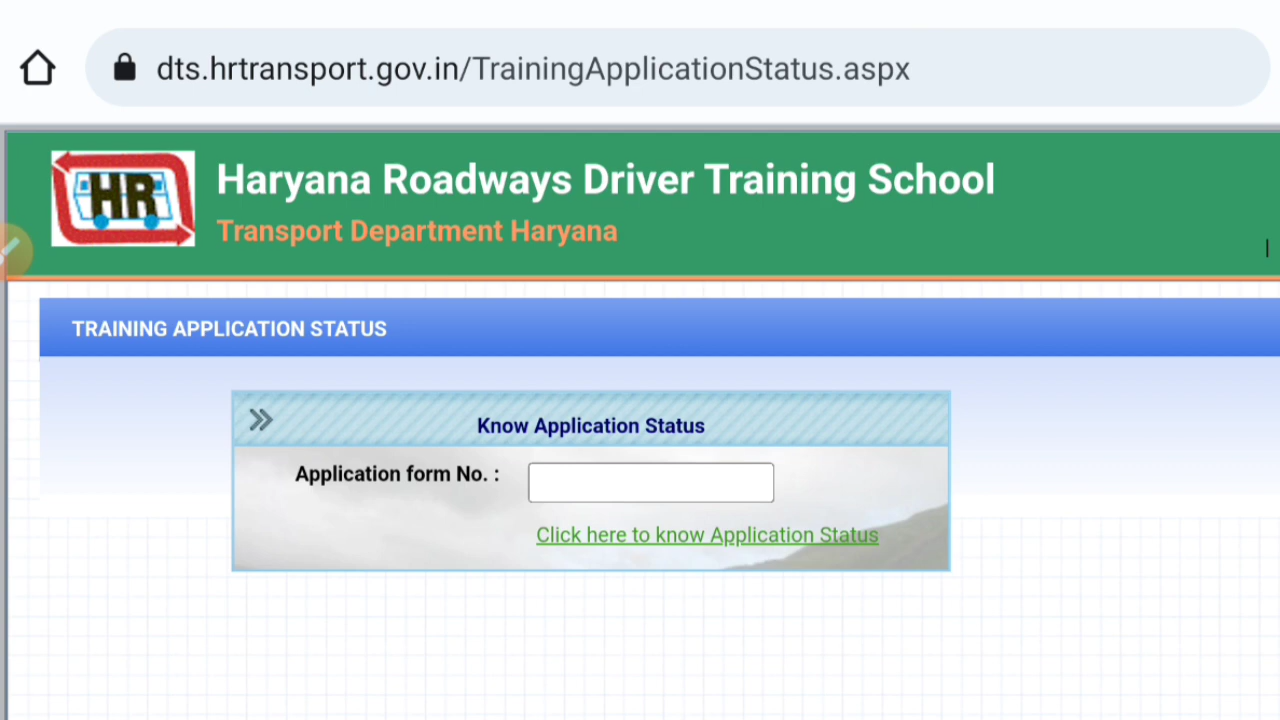 dts.hrtransport.gov.in/TrainingApplicationStatus.aspx
HR
Haryana Roadways Driver Training School
Transport Department Haryana
|
TRAINING APPLICATION STATUS
Know Application Status
Application form No. :
Click here to know Application Status